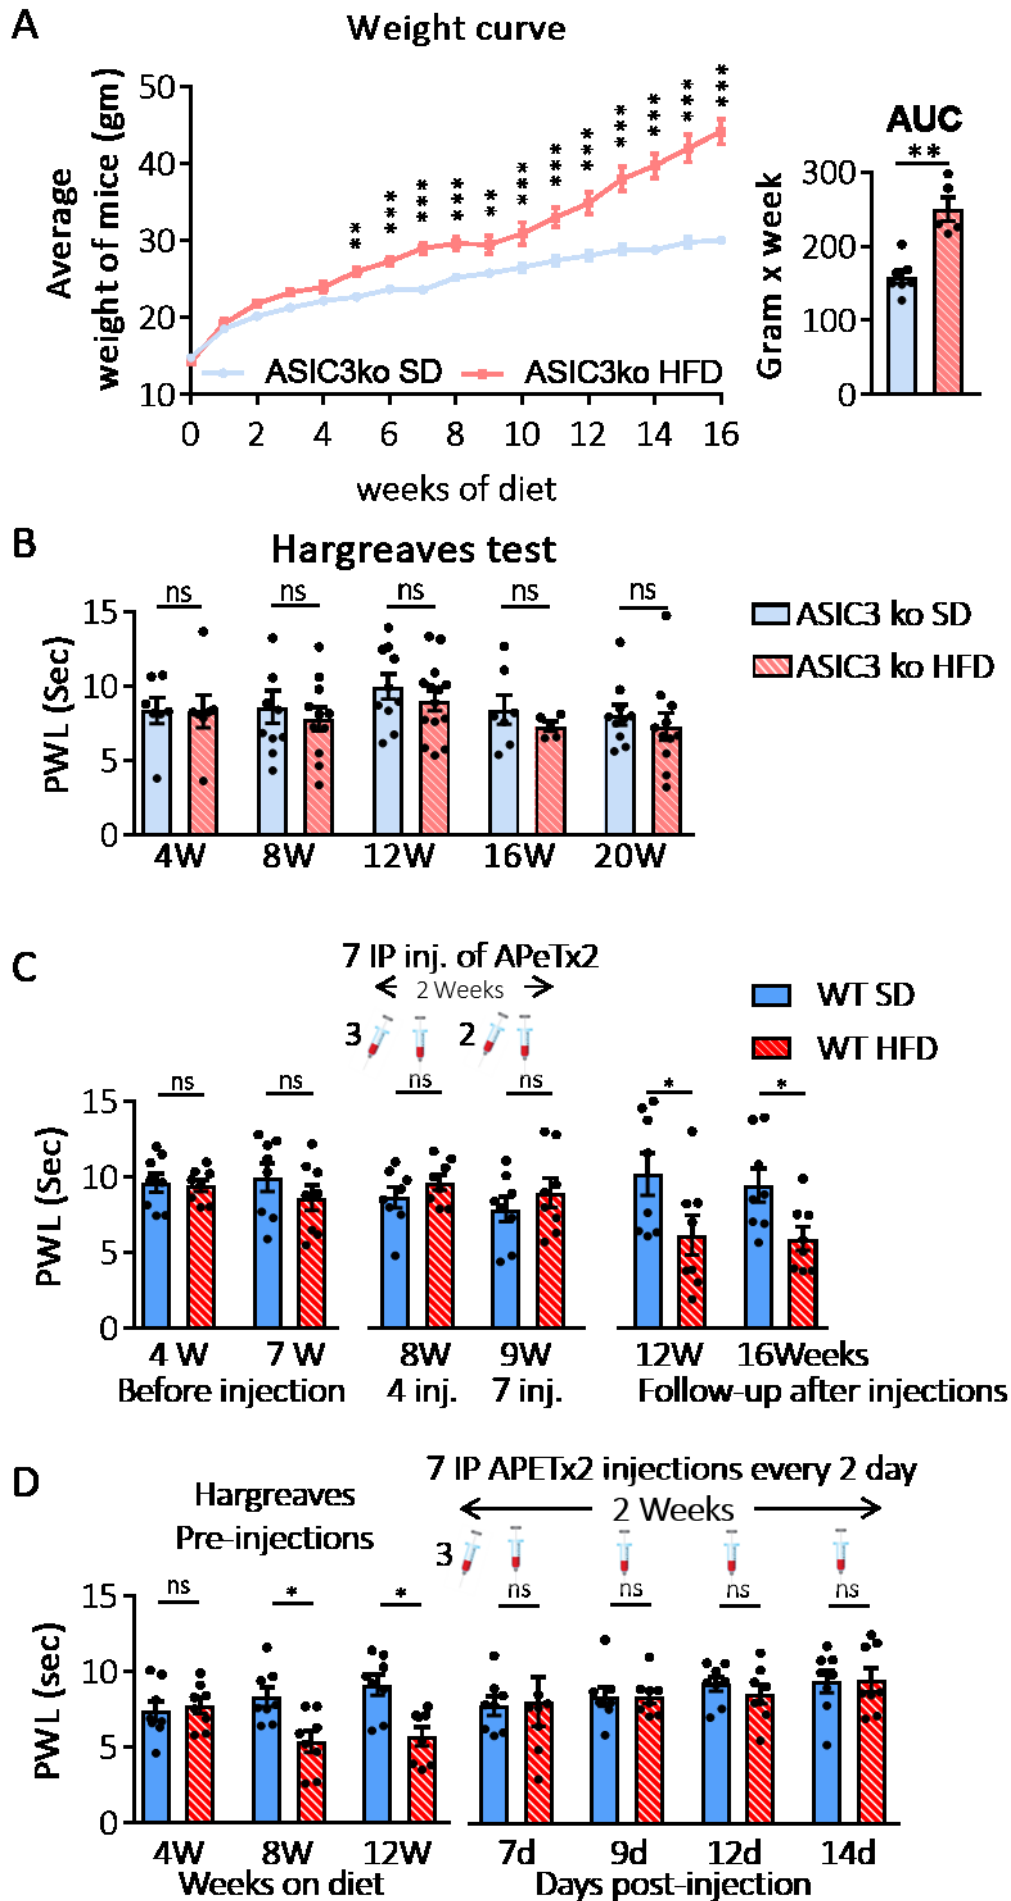 A
Weight curve
Average
weight of mice (gm)
50
40
30
20
10
** *** *** *** ** *** *** *** *** *** *** ***
ASIC3ko SD
ASIC3ko HFD
0 2 4 6 8 10 12 14 16
weeks of diet
AUC
**
Gram x week
300
200
100
0
B
Hargreaves test
ns ns ns ns ns
PWL (Sec)
15
10
5
0
4W 8W 12W 16W 20W
ASIC3 ko SD
ASIC3 ko HFD
C
7 IP inj. of APeTx2
2 Weeks
3 2
WT SD
WT HFD
ns ns ns ns * *
PWL (Sec)
15
10
5
0
4 W 7 W 8W 9W 12W 16Weeks
Before injection 4 inj. 7 inj. Follow-up after injections
D
7 IP APETx2 injections every 2 day
Hargreaves
Pre-injections
2 Weeks
3
ns * * ns ns ns ns
PWL (sec)
15
10
5
0
4W 8W 12W 7d 9d 12d 14d
Weeks on diet Days post-injection